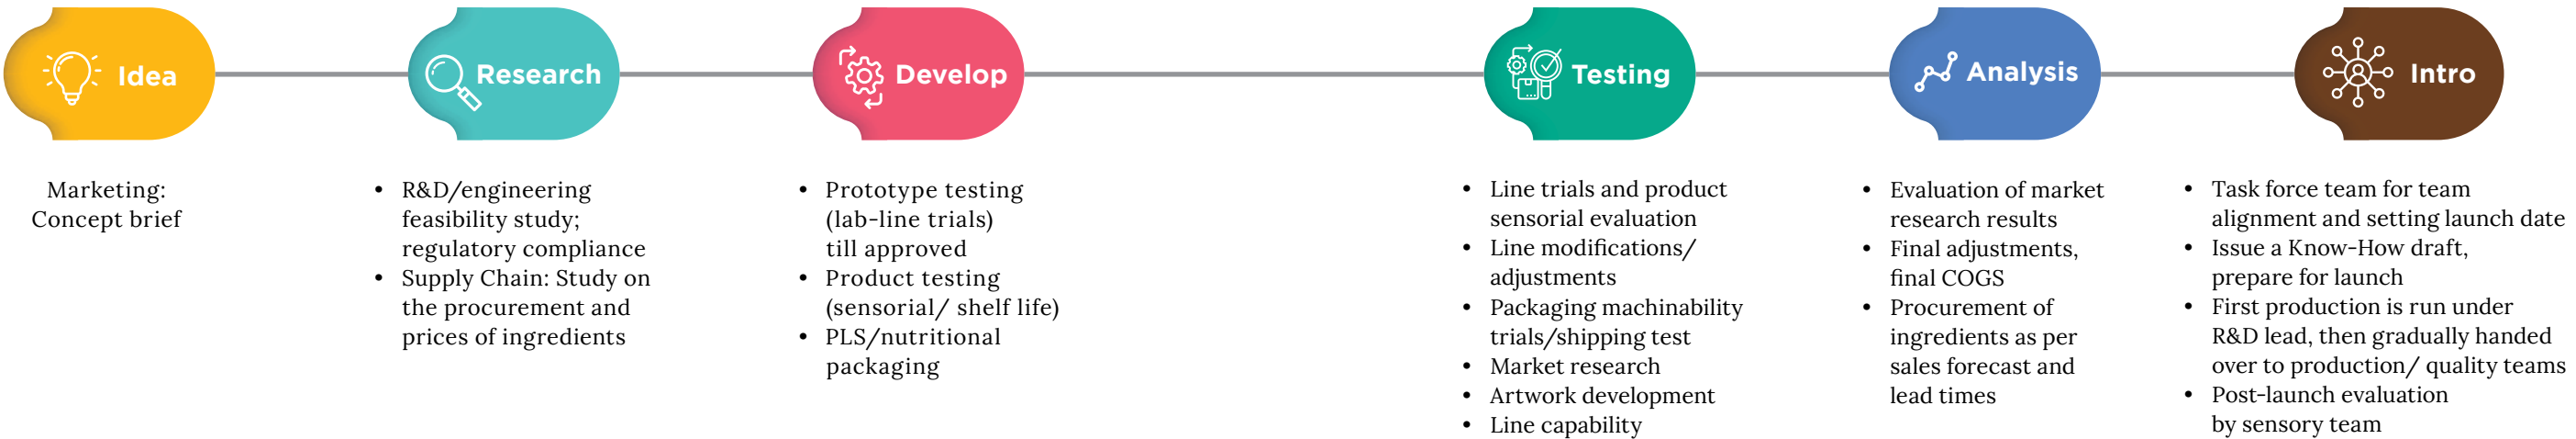 Idea
Marketing:
Concept brief
Research
• R&D/engineering
feasibility study;
regulatory compliance
• Supply Chain: Study on
the procurement and
prices of ingredients
Develop
• Prototype testing
(lab-line trials)
till approved
• Product testing
(sensorial/ shelf life)
• PLS/nutritional
packaging
Testing
• Line trials and product
sensorial evaluation
• Line modifications/
adjustments
• Packaging machinability
trials/shipping test
• Market research
• Artwork development
• Line capability
Analysis
• Evaluation of market
research results
• Final adjustments,
final COGS
• Procurement of
ingredients as per
sales forecast and
lead times
Intro
• Task force team for team
alignment and setting launch date
• Issue a Know-How draft,
prepare for launch
• First production is run under
R&D lead, then gradually handed
over to production/ quality teams
• Post-launch evaluation
by sensory team